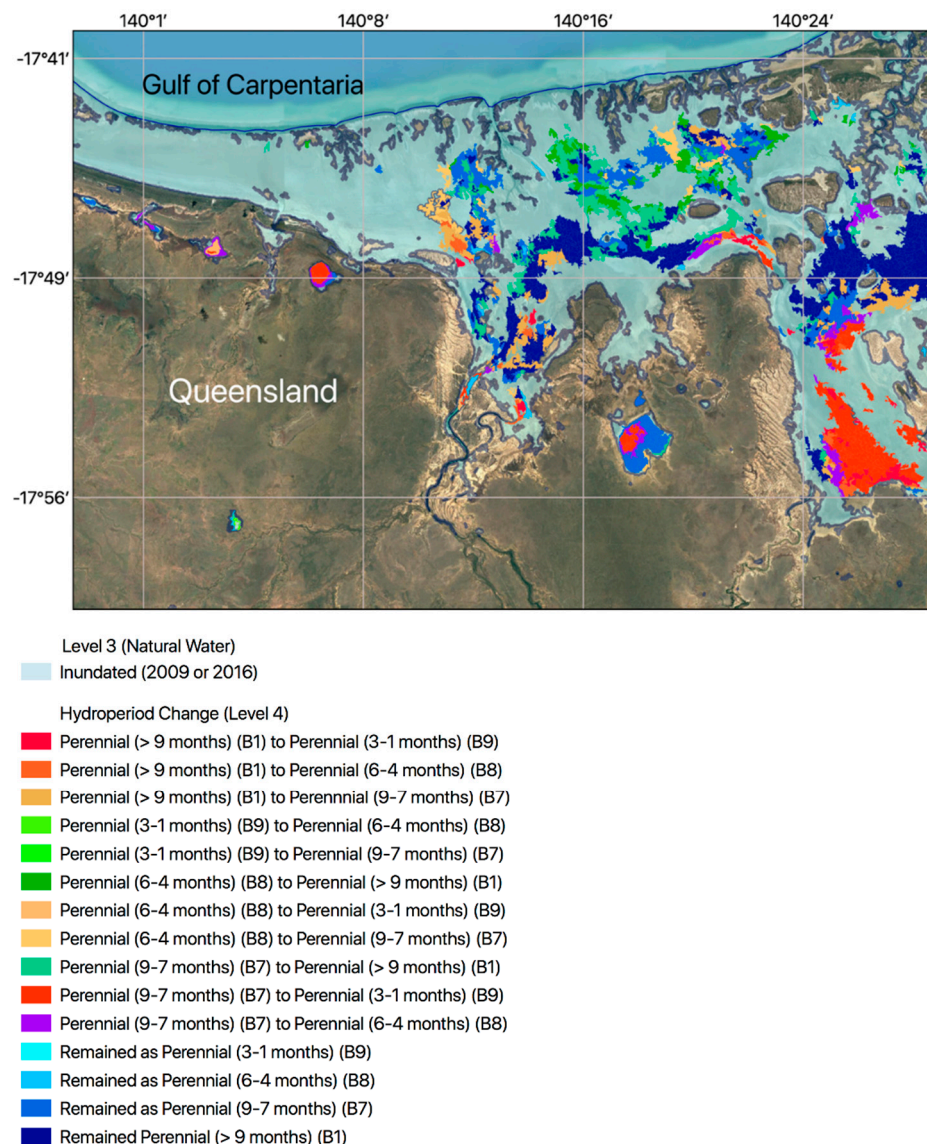 140°1′ 140°8′ 140°16′ 140°24′
-17°41′
Gulf of Carpentaria
-17°49′
Queensland
-17°56′
Level 3 (Natural Water)
Inundated (2009 or 2016)
Hydroperiod Change (Level 4)
Perennial (> 9 months) (B1) to Perennial (3-1 months) (B9)
Perennial (> 9 months) (B1) to Perennial (6-4 months) (B8)
Perennial (> 9 months) (B1) to Perennnial (9-7 months) (B7)
Perennial (3-1 months) (B9) to Perennial (6-4 months) (B8)
Perennial (3-1 months) (B9) to Perennial (9-7 months) (B7)
Perennial (6-4 months) (B8) to Perennial (> 9 months) (B1)
Perennial (6-4 months) (B8) to Perennial (3-1 months) (B9)
Perennial (6-4 months) (B8) to Perennial (9-7 months) (B7)
Perennial (9-7 months) (B7) to Perennial (> 9 months) (B1)
Perennial (9-7 months) (B7) to Perennial (3-1 months) (B9)
Perennial (9-7 months) (B7) to Perennial (6-4 months) (B8)
Remained as Perennial (3-1 months) (B9)
Remained as Perennial (6-4 months) (B8)
Remained as Perennial (9-7 months) (B7)
Remained Perennial (> 9 months) (B1)